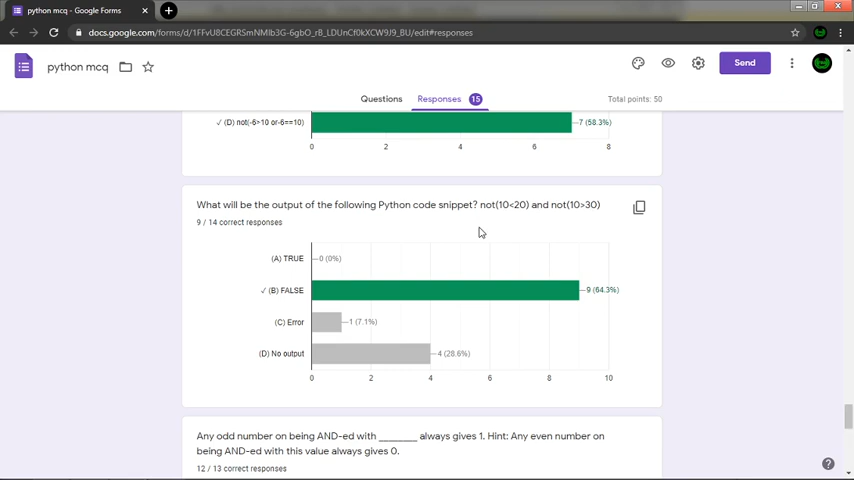 python mcq - Google Forms
docs.google.com/forms/d/1FFvU8CEGRSmNMIb3G-6gbO_rB_LDUnCf0kXCW9J9_BU/edit#responses
python mcq
Send
Questions
Responses 15
Total points: 50
✓ (D) not(-6>10 or-6==10)
7 (58.3%)
0 2 4 6 8
What will be the output of the following Python code snippet? not(10<20) and not(10>30)
9 / 14 correct responses
(A) TRUE
0 (0%)
✓ (B) FALSE
9 (64.3%)
(C) Error
1 (7.1%)
(D) No output
4 (28.6%)
0 2 4 6 8 10
Any odd number on being AND-ed with ________ always gives 1. Hint: Any even number on
being AND-ed with this value always gives 0.
12 / 13 correct responses